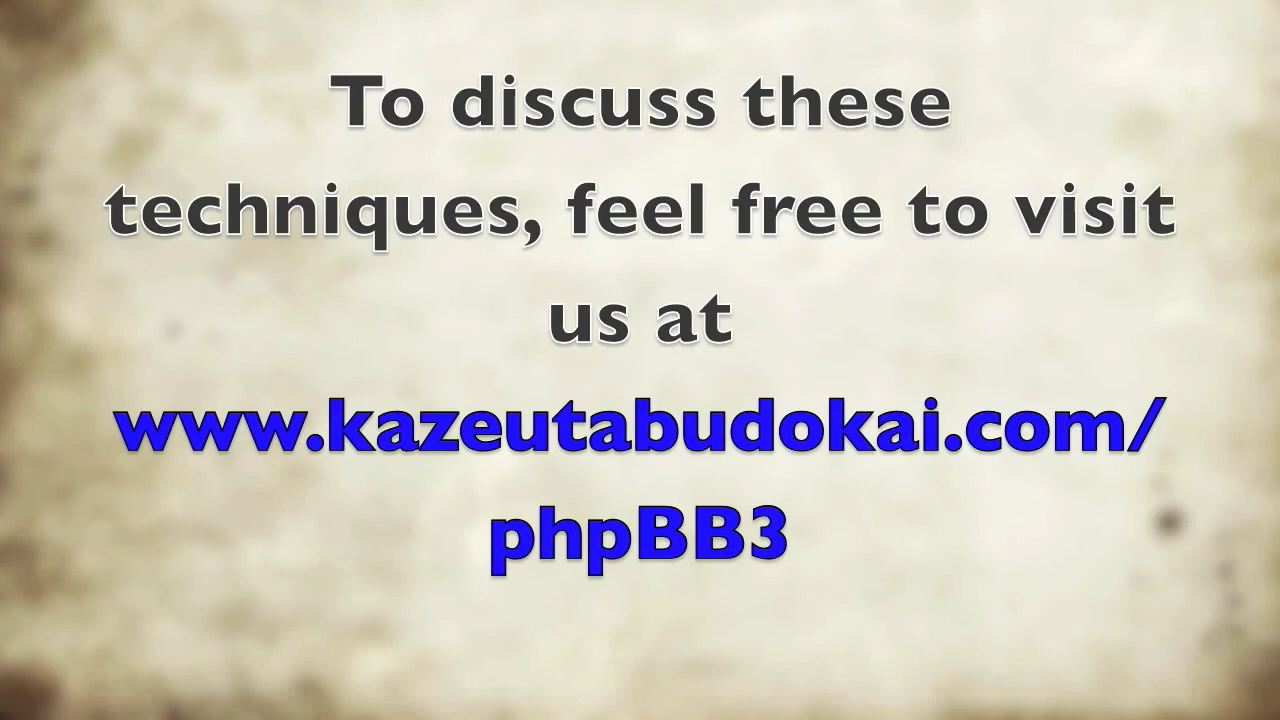 To discuss these
techniques, feel free to visit
us at
www.kazeutabudokai.com/
phpBB3